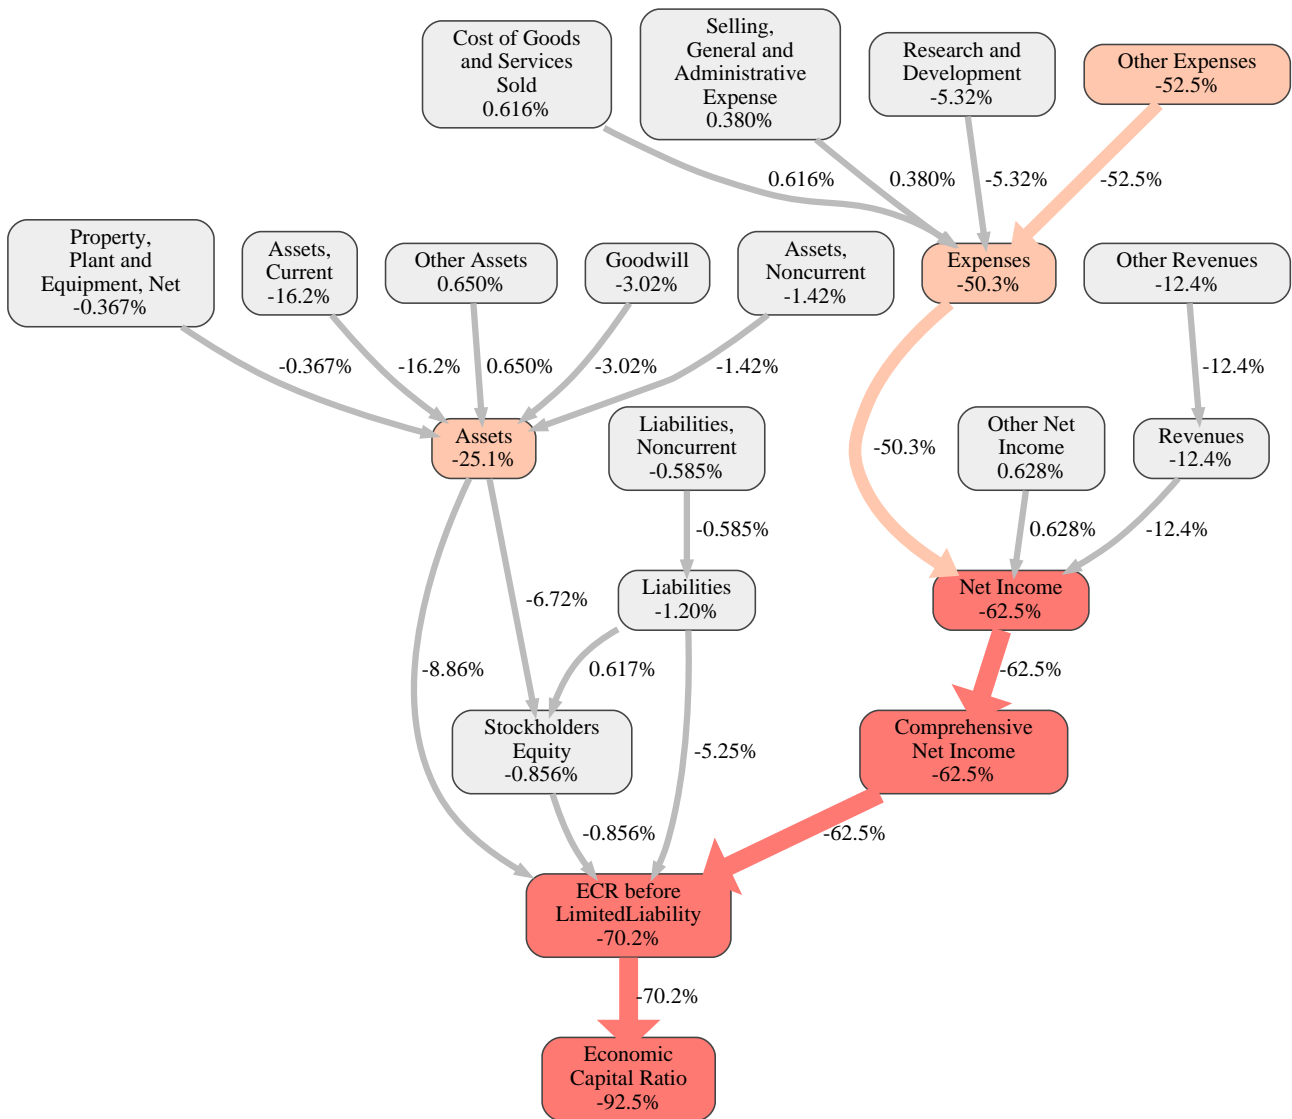 Cost of Goods
and Services
Sold
0.616%
Selling,
General and
Administrative
Expense
0.380%
Research and
Development
-5.32%
Other Expenses
-52.5%
0.616%
0.380%
-5.32%
-52.5%
Property,
Plant and
Equipment, Net
-0.367%
Assets,
Current
-16.2%
Other Assets
0.650%
Goodwill
-3.02%
Assets,
Noncurrent
-1.42%
Expenses
-50.3%
Other Revenues
-12.4%
-0.367%
-16.2%
0.650%
-3.02%
-1.42%
-12.4%
Assets
-25.1%
Liabilities,
Noncurrent
-0.585%
-50.3%
Other Net
Income
0.628%
Revenues
-12.4%
-0.585%
0.628%
-12.4%
Liabilities
-1.20%
Net Income
-62.5%
-6.72%
-8.86%
0.617%
-62.5%
Stockholders
Equity
-0.856%
-5.25%
Comprehensive
Net Income
-62.5%
-0.856%
-62.5%
ECR before
LimitedLiability
-70.2%
-70.2%
Economic
Capital Ratio
-92.5%